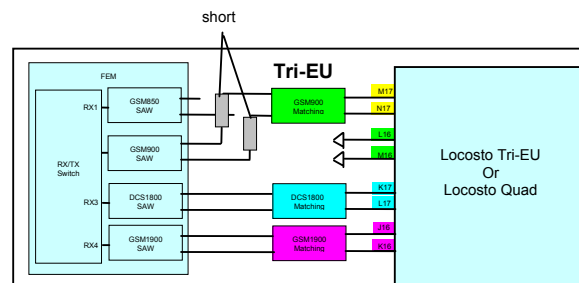 short
FEM
Tri-EU
RX1
GSM850
SAW
GSM900
Matching
M17
N17
GSM900
SAW
L16
M16
RX/TX
Switch
Locosto Tri-EU
Or
Locosto Quad
RX3
DCS1800
SAW
DCS1800
Matching
K17
L17
RX4
GSM1900
SAW
GSM1900
Matching
J16
K15